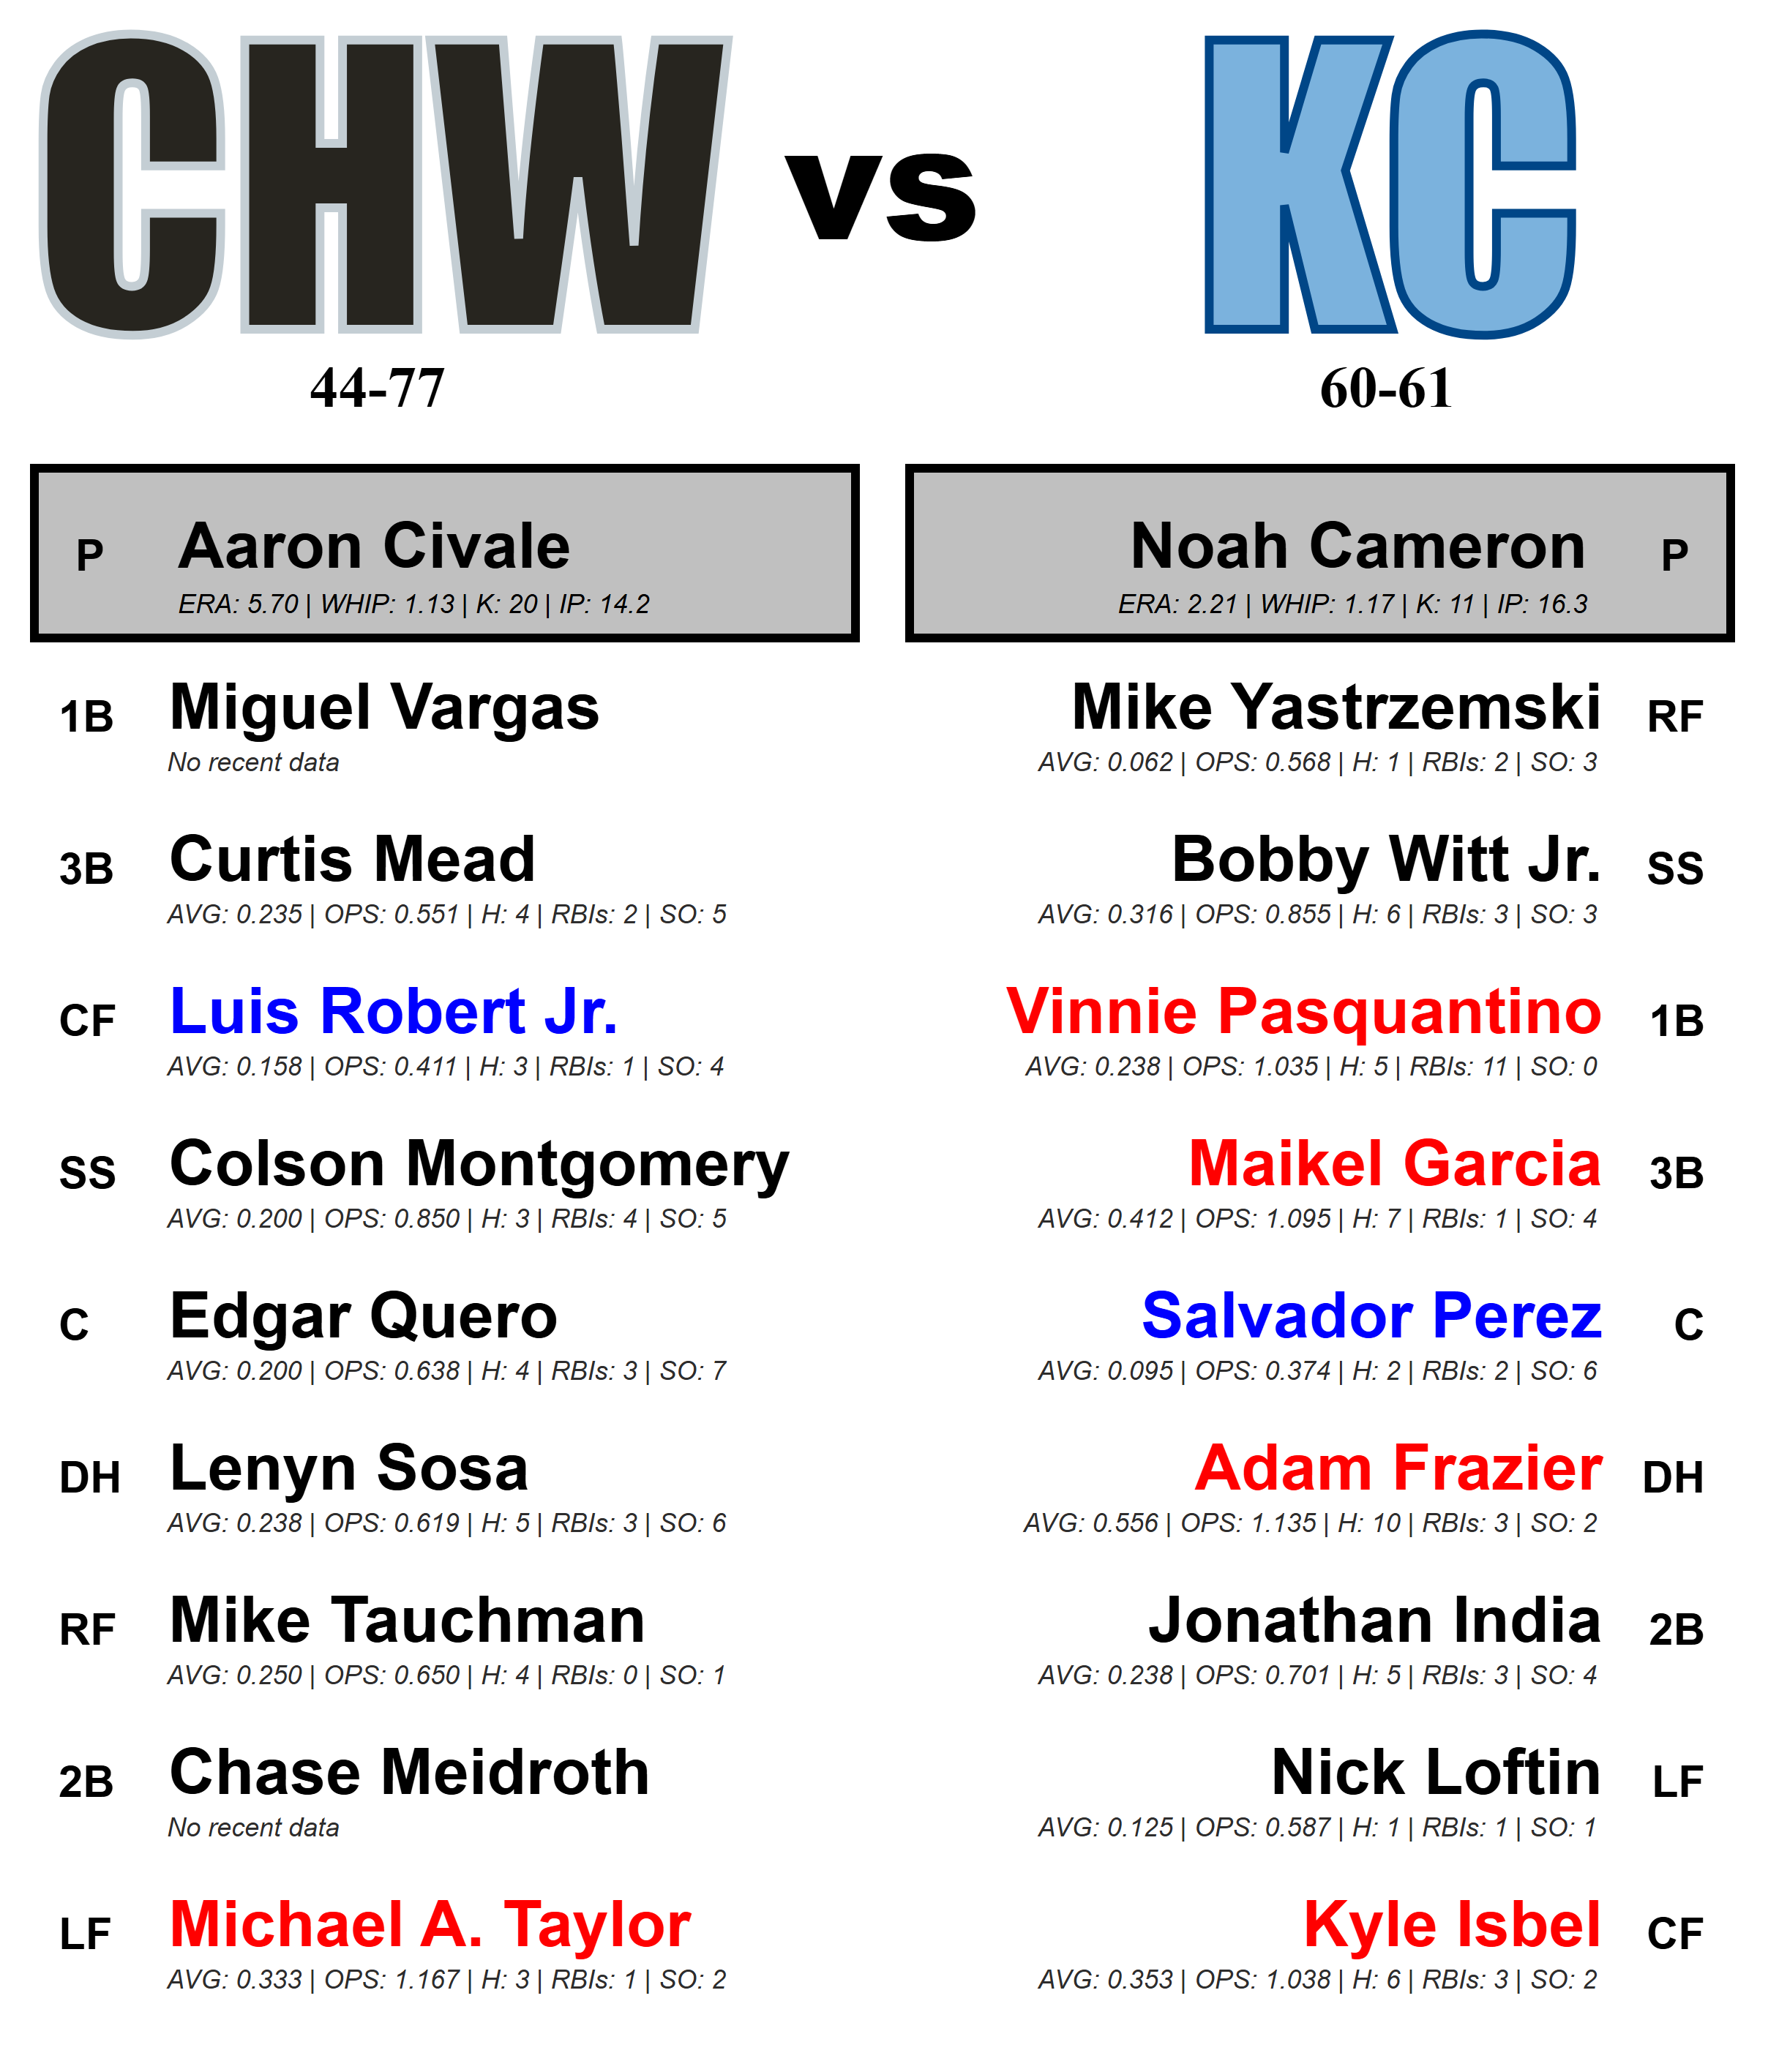 CHW
vs
KC
44-77
60-61
P Aaron Civale
ERA: 5.70 | WHIP: 1.13 | K: 20 | IP: 14.2
Noah Cameron P
ERA: 2.21 | WHIP: 1.17 | K: 11 | IP: 16.3
1B Miguel Vargas
No recent data
3B Curtis Mead
AVG: 0.235 | OPS: 0.551 | H: 4 | RBIs: 2 | SO: 5
CF Luis Robert Jr.
AVG: 0.158 | OPS: 0.411 | H: 3 | RBIs: 1 | SO: 4
SS Colson Montgomery
AVG: 0.200 | OPS: 0.850 | H: 3 | RBIs: 4 | SO: 5
C Edgar Quero
AVG: 0.200 | OPS: 0.638 | H: 4 | RBIs: 3 | SO: 7
DH Lenyn Sosa
AVG: 0.238 | OPS: 0.619 | H: 5 | RBIs: 3 | SO: 6
RF Mike Tauchman
AVG: 0.250 | OPS: 0.650 | H: 4 | RBIs: 0 | SO: 1
2B Chase Meidroth
No recent data
LF Michael A. Taylor
AVG: 0.333 | OPS: 1.167 | H: 3 | RBIs: 1 | SO: 2
Mike Yastrzemski RF
AVG: 0.062 | OPS: 0.568 | H: 1 | RBIs: 2 | SO: 3
Bobby Witt Jr. SS
AVG: 0.316 | OPS: 0.855 | H: 6 | RBIs: 3 | SO: 3
Vinnie Pasquantino 1B
AVG: 0.238 | OPS: 1.035 | H: 5 | RBIs: 11 | SO: 0
Maikel Garcia 3B
AVG: 0.412 | OPS: 1.095 | H: 7 | RBIs: 1 | SO: 4
Salvador Perez C
AVG: 0.095 | OPS: 0.374 | H: 2 | RBIs: 2 | SO: 6
Adam Frazier DH
AVG: 0.556 | OPS: 1.135 | H: 10 | RBIs: 3 | SO: 2
Jonathan India 2B
AVG: 0.238 | OPS: 0.701 | H: 5 | RBIs: 3 | SO: 4
Nick Loftin LF
AVG: 0.125 | OPS: 0.587 | H: 1 | RBIs: 1 | SO: 1
Kyle Isbel CF
AVG: 0.353 | OPS: 1.038 | H: 6 | RBIs: 3 | SO: 2